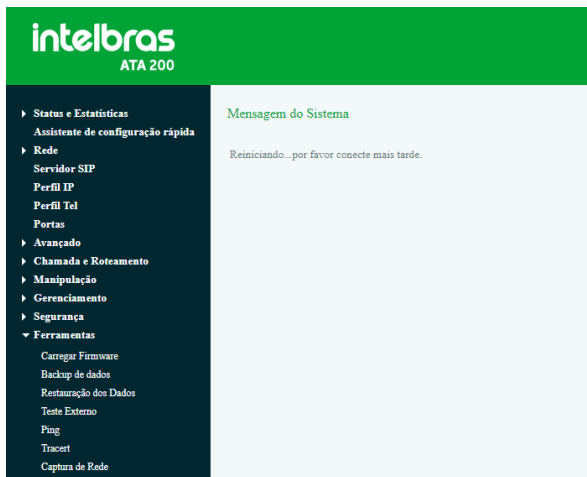 intelbras
ATA 200
Status e Estatísticas
Assistente de configuração rápida
Rede
Servidor SIP
Perfil IP
Perfil Tel
Portas
Avançado
Chamada e Roteamento
Manipulação
Gerenciamento
Segurança
Ferramentas
Carregar Firmware
Backup de dados
Restauração dos Dados
Teste Externo
Ping
Tracert
Captura de Rede
Mensagem do Sistema
Reiniciando...por favor conecte mais tarde.